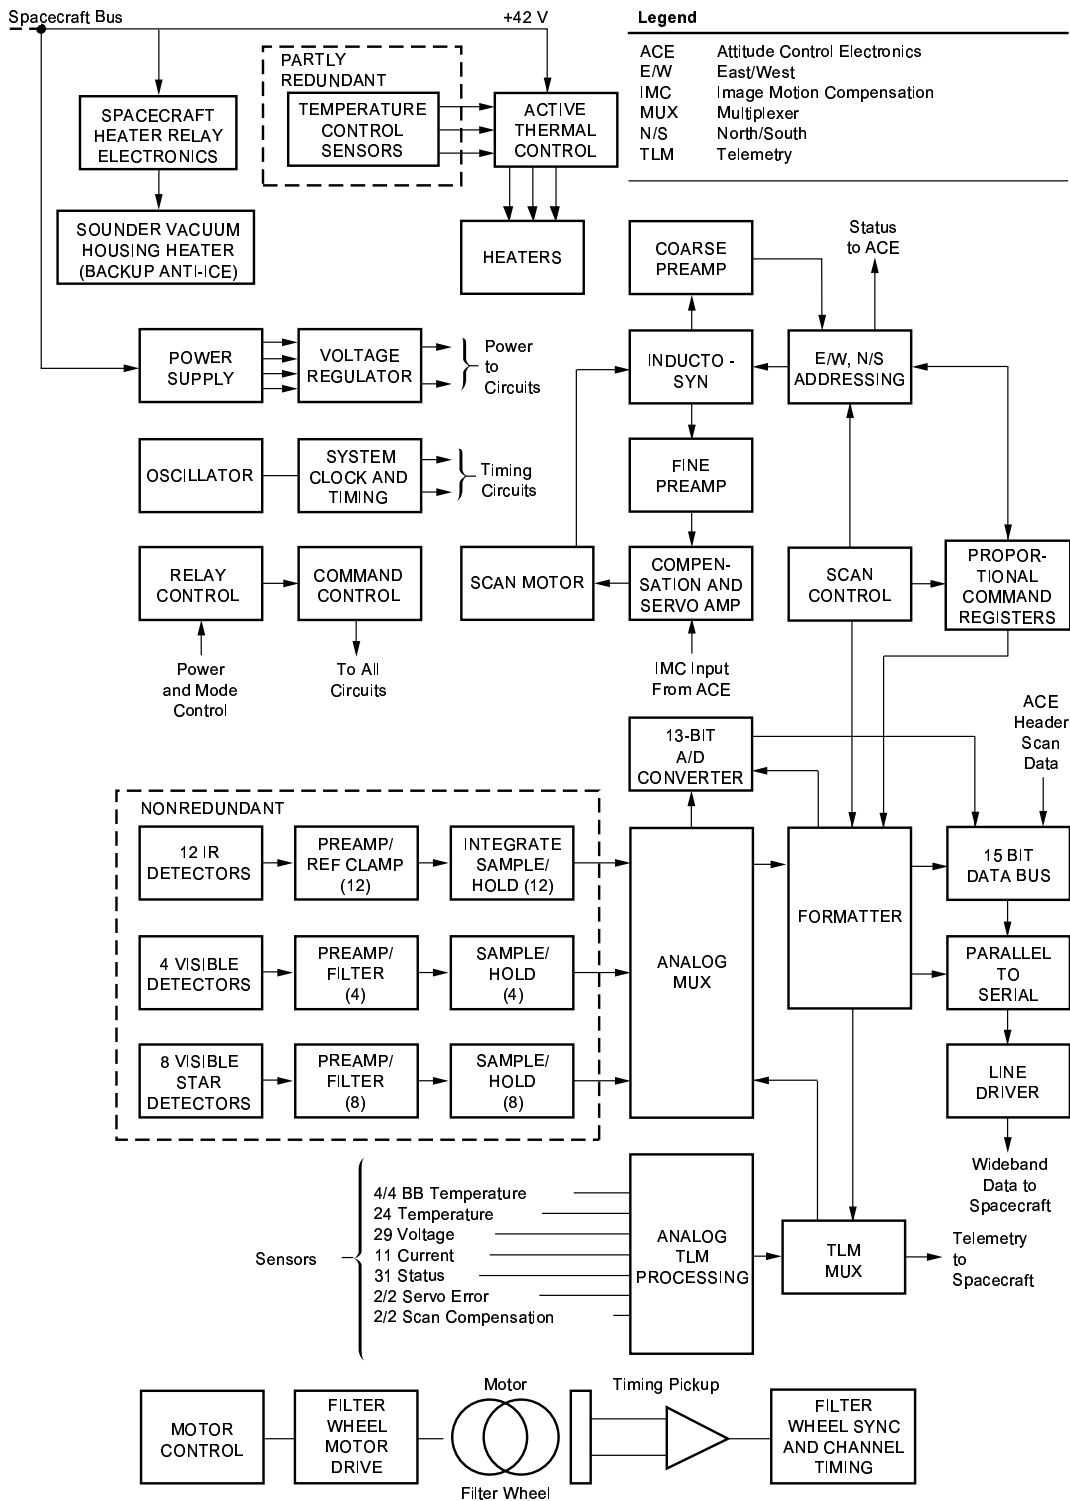 Spacecraft Bus
+42 V
PARTLY
REDUNDANT
SPACECRAFT
HEATER RELAY
ELECTRONICS
TEMPERATURE
CONTROL
SENSORS
ACTIVE
THERMAL
CONTROL
SOUNDER VACUUM
HOUSING HEATER
(BACKUP ANTI-ICE)
HEATERS
Legend
ACE Attitude Control Electronics
E/W East/West
IMC Image Motion Compensation
MUX Multiplexer
N/S North/South
TLM Telemetry
COARSE
PREAMP
Status
to ACE
POWER
SUPPLY
VOLTAGE
REGULATOR
Power
to
Circuits
INDUCTO -
SYN
E/W, N/S
ADDRESSING
OSCILLATOR
SYSTEM
CLOCK AND
TIMING
Timing
Circuits
FINE
PREAMP
RELAY
CONTROL
COMMAND
CONTROL
SCAN MOTOR
COMPEN-
SATION AND
SERVO AMP
SCAN
CONTROL
PROPOR-
TIONAL
COMMAND
REGISTERS
Power
and Mode
Control
To All
Circuits
IMC Input
From ACE
ACE
Header
Scan
Data
13-BIT
A/D
CONVERTER
NONREDUNDANT
12 IR
DETECTORS
PREAMP/
REF CLAMP
(12)
INTEGRATE
SAMPLE/
HOLD (12)
4 VISIBLE
DETECTORS
PREAMP/
FILTER
(4)
SAMPLE/
HOLD
(4)
8 VISIBLE
STAR
DETECTORS
PREAMP/
FILTER
(8)
SAMPLE/
HOLD
(8)
ANALOG
MUX
FORMATTER
15 BIT
DATA BUS
PARALLEL
TO
SERIAL
LINE
DRIVER
Wideband
Data to
Spacecraft
Sensors
4/4 BB Temperature
24 Temperature
29 Voltage
11 Current
31 Status
2/2 Servo Error
2/2 Scan Compensation
ANALOG
TLM
PROCESSING
TLM
MUX
Telemetry
to
Spacecraft
MOTOR
CONTROL
FILTER
WHEEL
MOTOR
DRIVE
Motor
Filter Wheel
Timing Pickup
FILTER
WHEEL SYNC
AND CHANNEL
TIMING